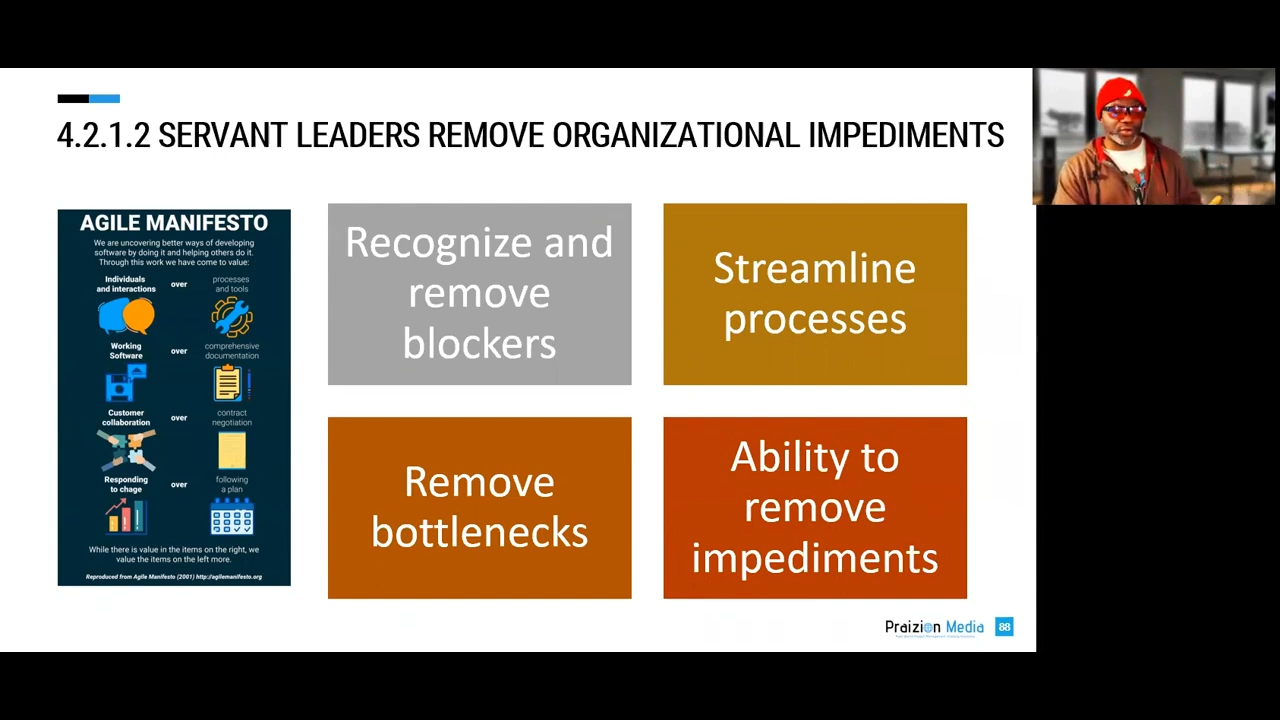 4.2.1.2 SERVANT LEADERS REMOVE ORGANIZATIONAL IMPEDIMENTS
AGILE MANIFESTO
We are uncovering better ways of developing
software by doing it and helping others do it.
Through this work we have come to value:
Individuals
and interactions
over
processes
and tools
Working
Software
over
comprehensive
documentation
Customer
collaboration
over
contract
negotiation
Responding
to chage
over
following
a plan
While there is value in the items on the right, we
value the items on the left more.
Reproduced from Agile Manifesto (2001) http://agilemanifesto.org
Recognize and
remove
blockers
Streamline
processes
Remove
bottlenecks
Ability to
remove
impediments
Praizion Media
88